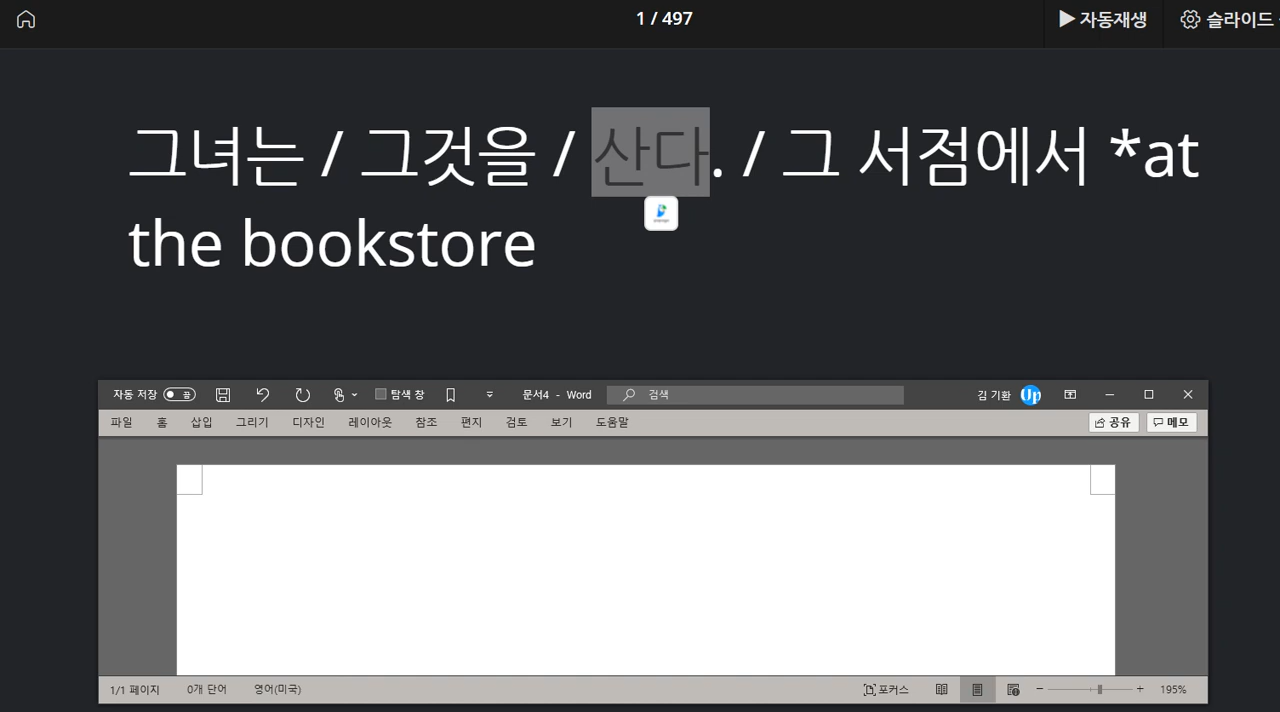 1 / 497
자동재생
슬라이드
그녀는 / 그것을 / 산다. / 그 서점에서 *at
the bookstore
자동 저장 끔 탐색 창 문서4 - Word 검색 김 기환 Up
파일 홈 삽입 그리기 디자인 레이아웃 참조 편지 검토 보기 도움말 공유 메모
1/1 페이지 0개 단어 영어(미국) 포커스 195%